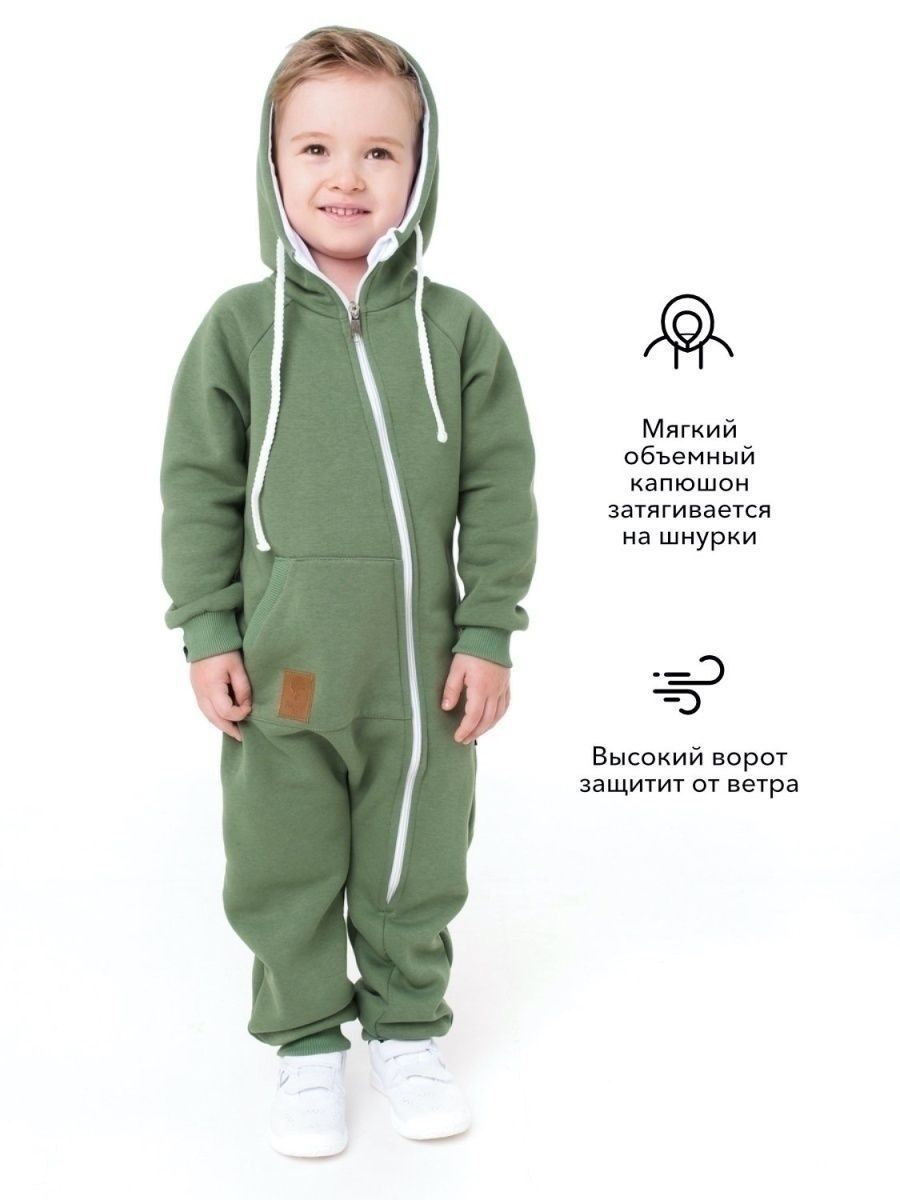 Мягкий
объемный
капюшон
затягивается
на шнурки
Высокий ворот
защитит от ветра